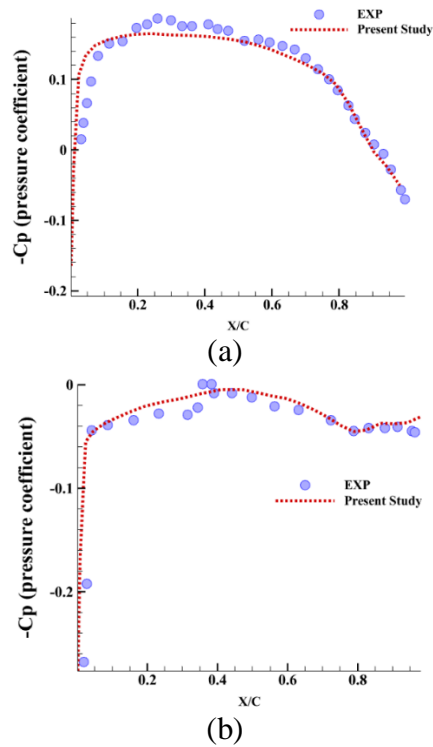 EXP
Present Study
-Cp (pressure coefficient)
0.1
0
-0.1
-0.2
0.2
0.4
0.6
0.8
X/C
(a)
-Cp (pressure coefficient)
0
-0.1
-0.2
EXP
Present Study
0.2
0.4
0.6
0.8
X/C
(b)